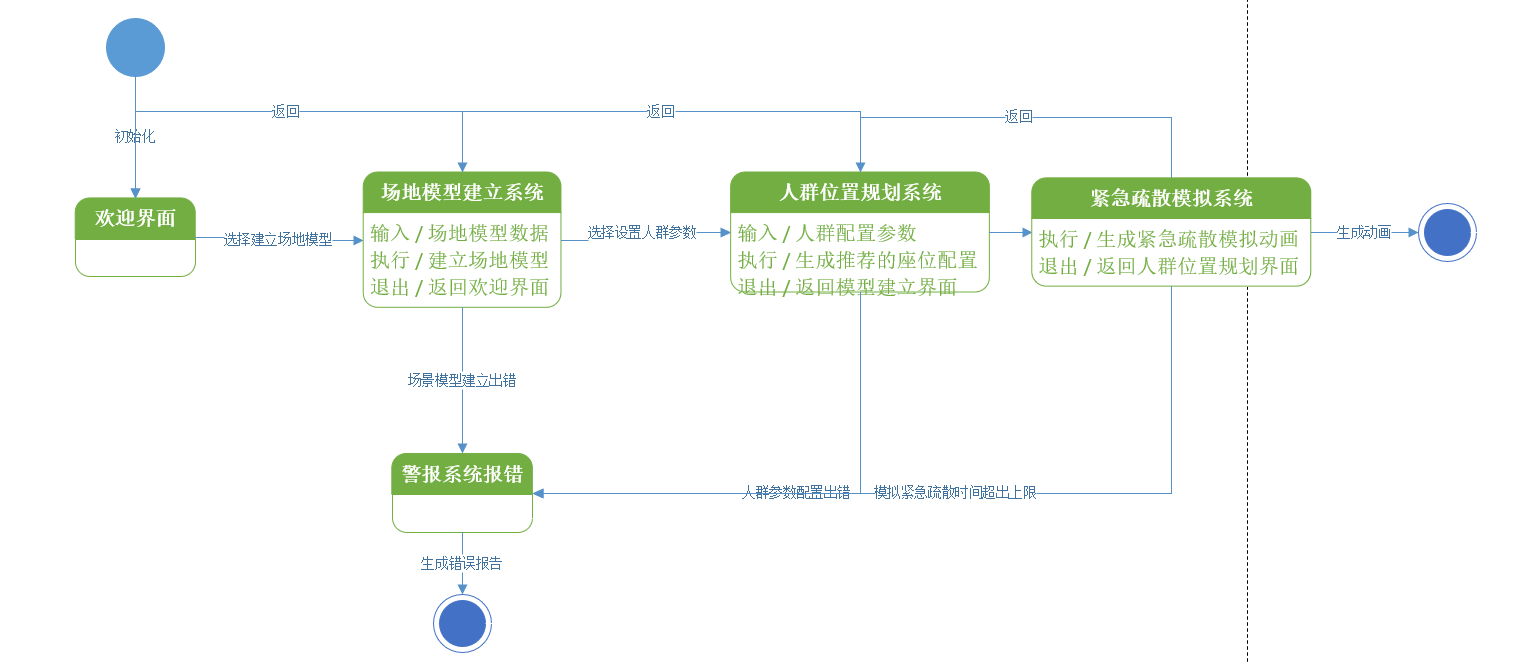 返回
返回
返回
初始化
欢迎界面
选择建立场地模型
场地模型建立系统
输入 / 场地模型数据
执行 / 建立场地模型
退出 / 返回欢迎界面
选择设置人群参数
人群位置规划系统
输入 / 人群配置参数
执行 / 生成推荐的座位配置
退出 / 返回模型建立界面
紧急疏散模拟系统
执行 / 生成紧急疏散模拟动画
退出 / 返回人群位置规划界面
生成动画
场景模型建立出错
警报系统报错
人群参数配置出错
模拟紧急疏散时间超出上限
生成错误报告